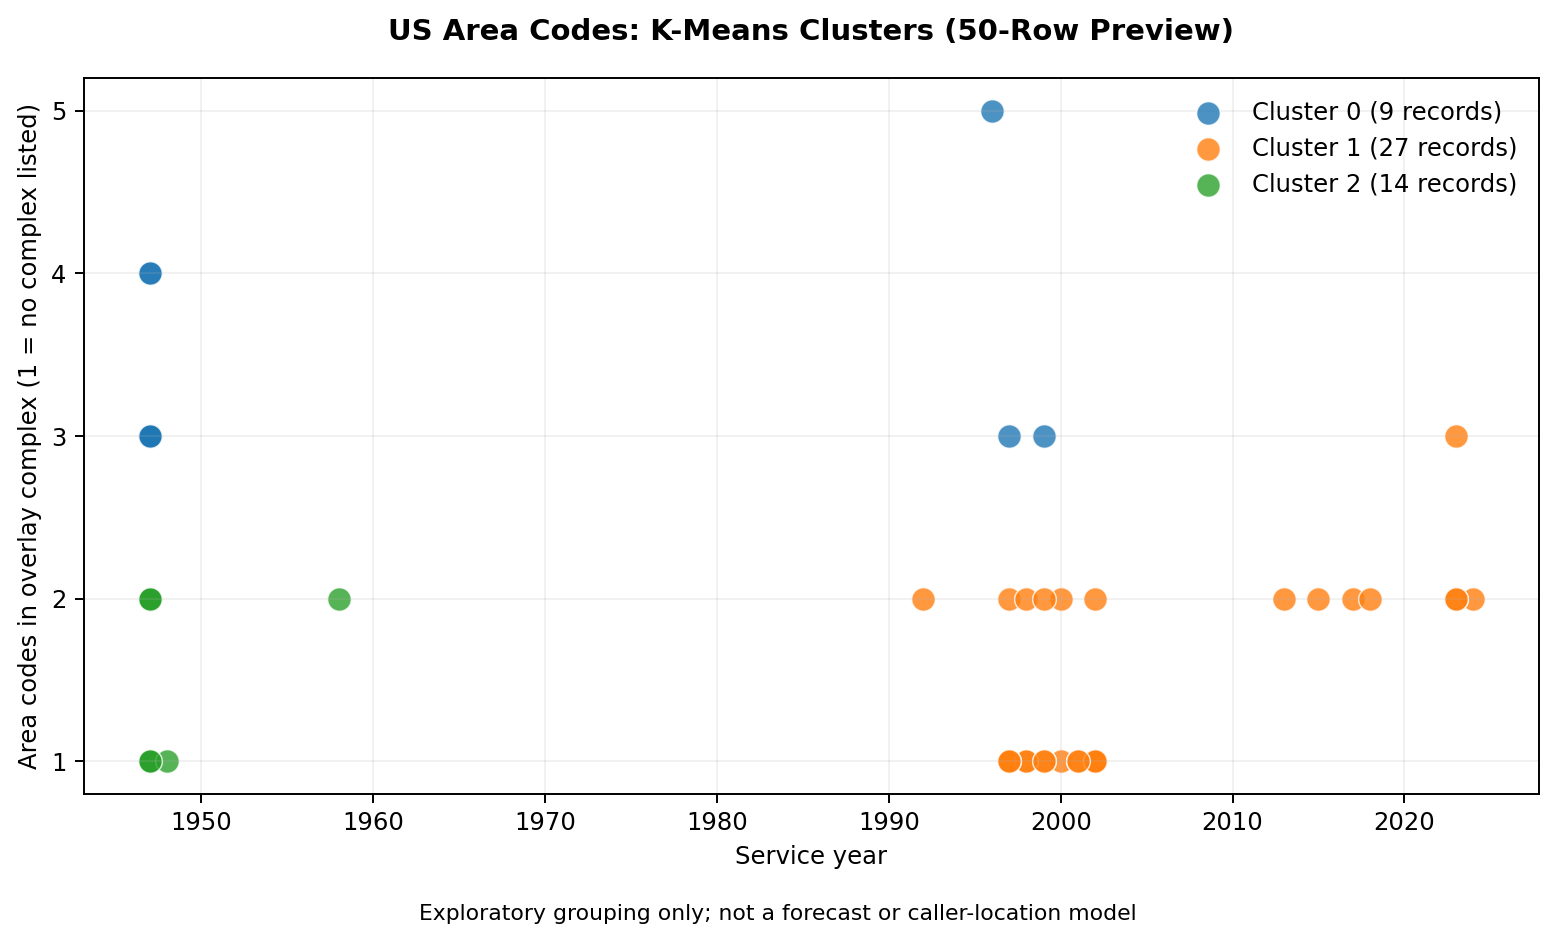 US Area Codes: K-Means Clusters (50-Row Preview)
Area codes in overlay complex (1 = no complex listed)
5
4
3
2
1
Cluster 0 (9 records)
Cluster 1 (27 records)
Cluster 2 (14 records)
1950 1960 1970 1980 1990 2000 2010 2020
Service year
Exploratory grouping only; not a forecast or caller-location model